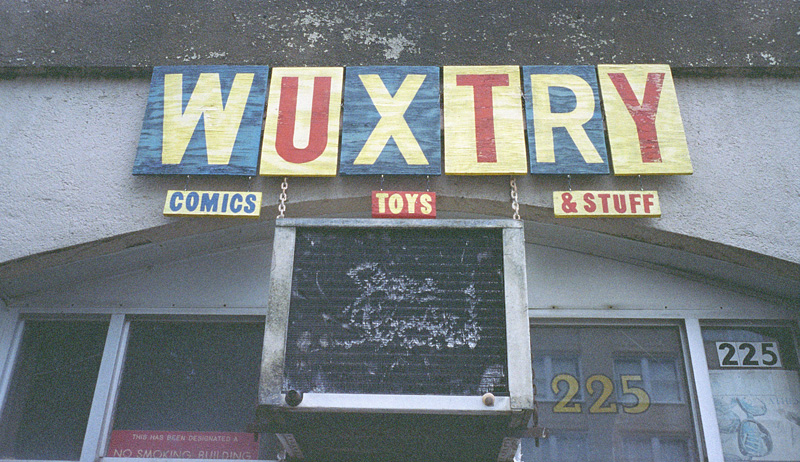 WUXTRY
COMICS TOYS & STUFF
225
225
THIS HAS BEEN DESIGNATED A
NO SMOKING BUILDING